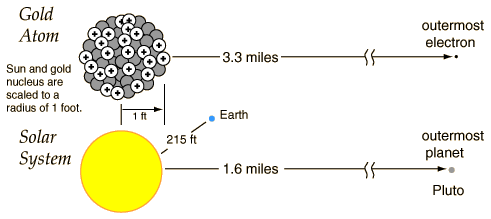 Gold
Atom
outermost
electron
3.3 miles
Sun and gold
nucleus are
scaled to a
radius of 1 foot.
1 ft
Earth
215 ft
Solar
System
outermost
planet
1.6 miles
Pluto